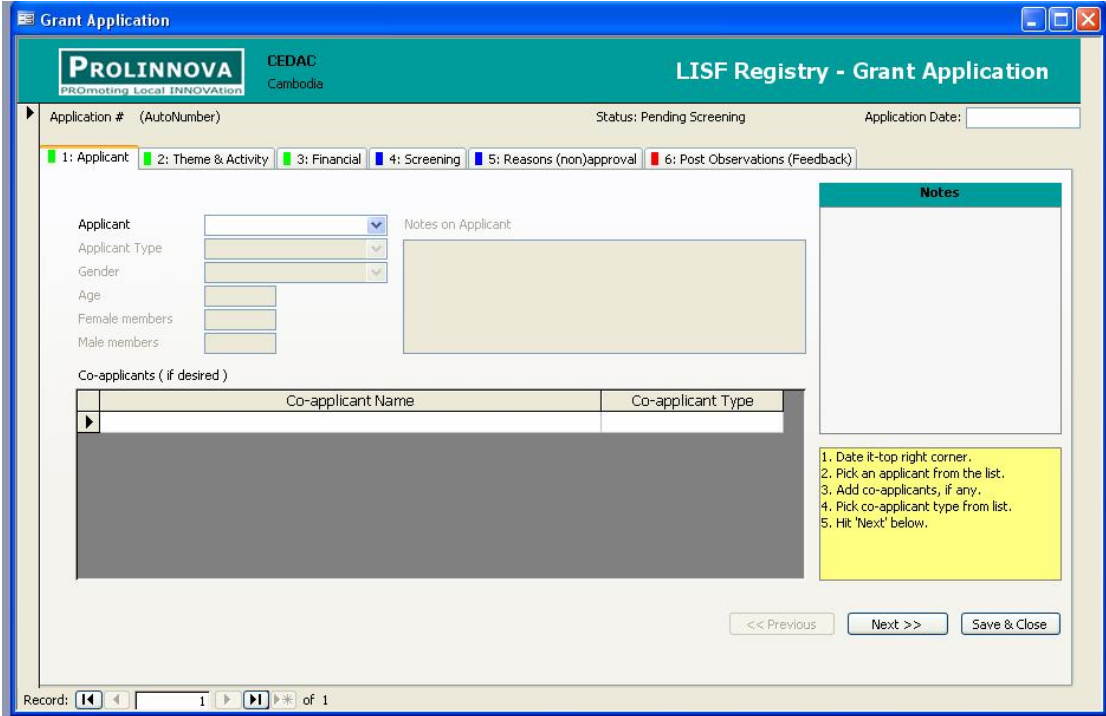 Grant Application
PROLINNOVA
PROmoting Local INNOVAtion
CEDAC
Cambodia
LISF Registry - Grant Application
Application # (AutoNumber)
Status: Pending Screening
Application Date:
1: Applicant
2: Theme & Activity
3: Financial
4: Screening
5: Reasons (non)approval
6: Post Observations (Feedback)
Applicant
Applicant Type
Gender
Age
Female members
Male members
Notes on Applicant
Notes
Co-applicants ( if desired )
Co-applicant Name
Co-applicant Type
1. Date it-top right corner.
2. Pick an applicant from the list.
3. Add co-applicants, if any.
4. Pick co-applicant type from list.
5. Hit 'Next' below.
<< Previous
Next >>
Save & Close
Record: 1 of 1